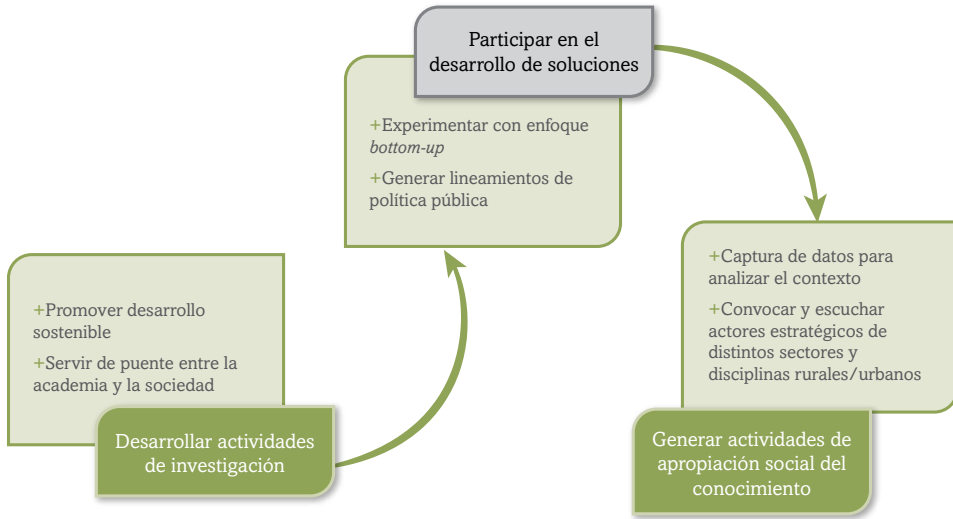 Participar en el
desarrollo de soluciones
+Experimentar con enfoque
bottom-up
+Generar lineamientos de
política pública
+Promover desarrollo
sostenible
+Servir de puente entre la
academia y la sociedad
Desarrollar actividades
de investigación
+Captura de datos para
analizar el contexto
+Convocar y escuchar
actores estratégicos de
distintos sectores y
disciplinas rurales/urbanos
Generar actividades de
apropiación social del
conocimiento